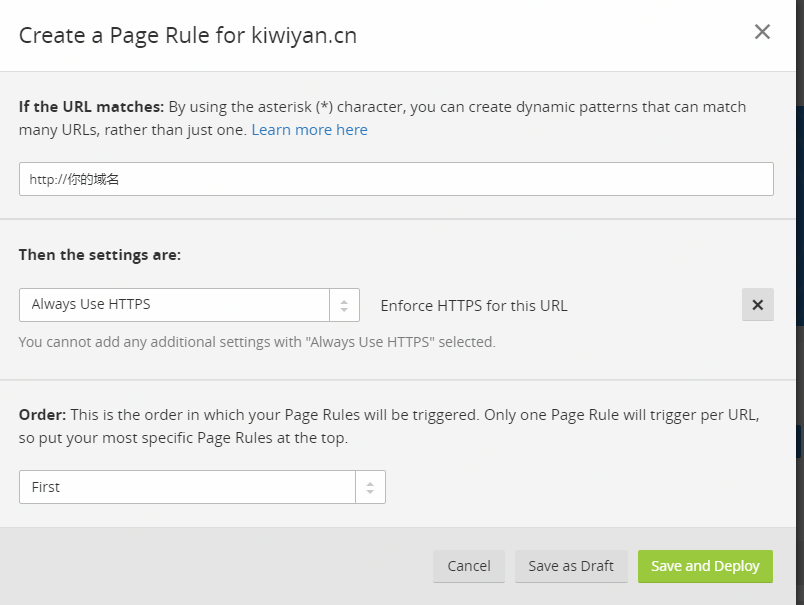 Create a Page Rule for kiwiyan.cn
If the URL matches: By using the asterisk (*) character, you can create dynamic patterns that can match
many URLs, rather than just one. Learn more here
http://你的域名
Then the settings are:
Always Use HTTPS
Enforce HTTPS for this URL
You cannot add any additional settings with "Always Use HTTPS" selected.
Order: This is the order in which your Page Rules will be triggered. Only one Page Rule will trigger per URL,
so put your most specific Page Rules at the top.
First
Cancel
Save as Draft
Save and Deploy